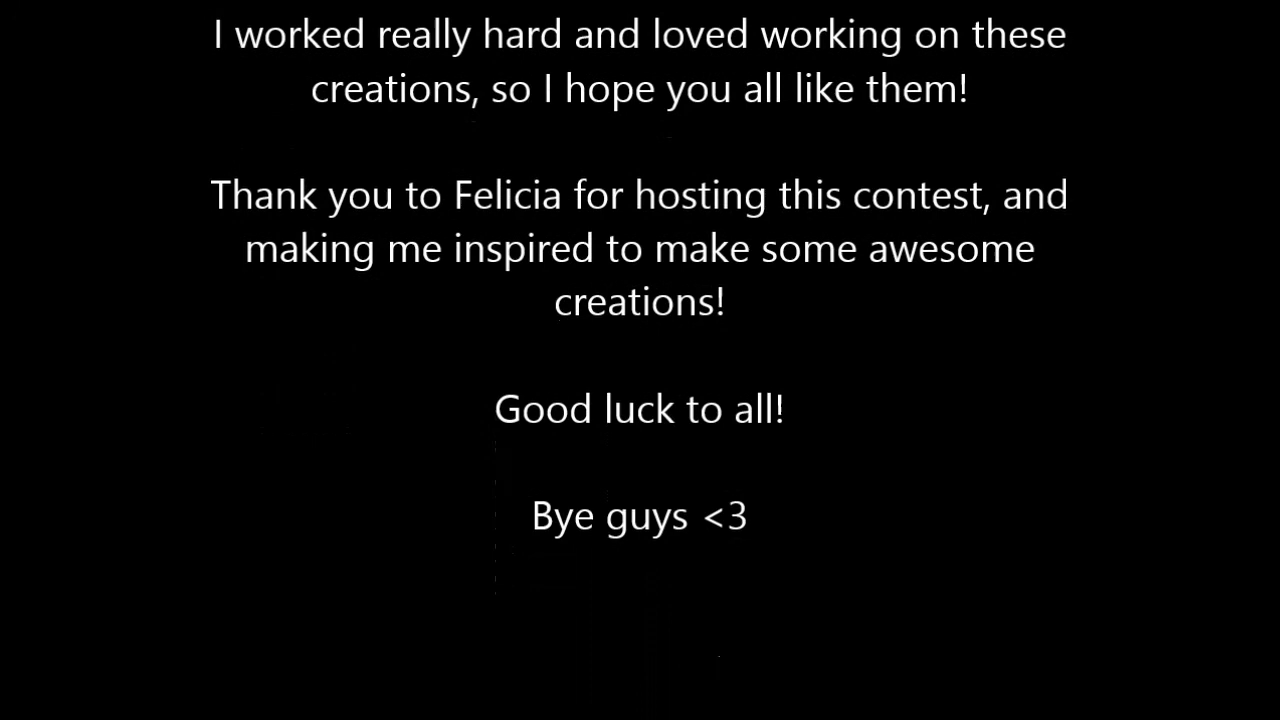 I worked really hard and loved working on these
creations, so I hope you all like them!
Thank you to Felicia for hosting this contest, and
making me inspired to make some awesome
creations!
Good luck to all!
Bye guys <3